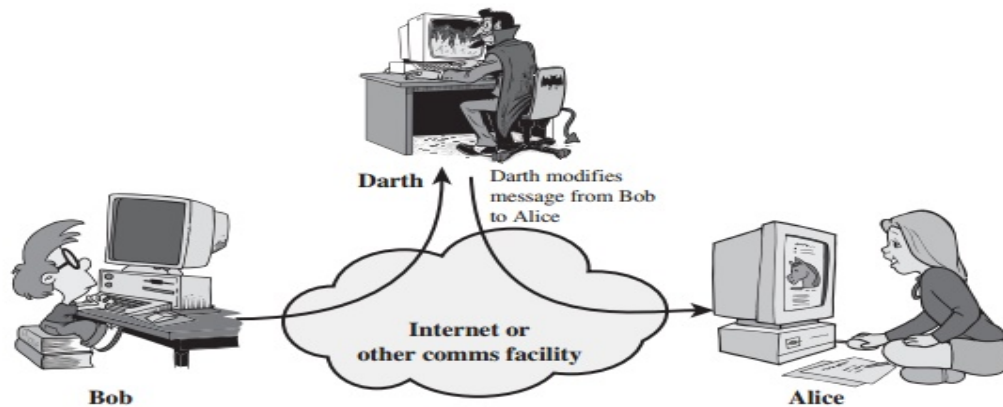 Darth
Darth modifies
message from Bob
to Alice
Internet or
other comms facility
Bob
Alice